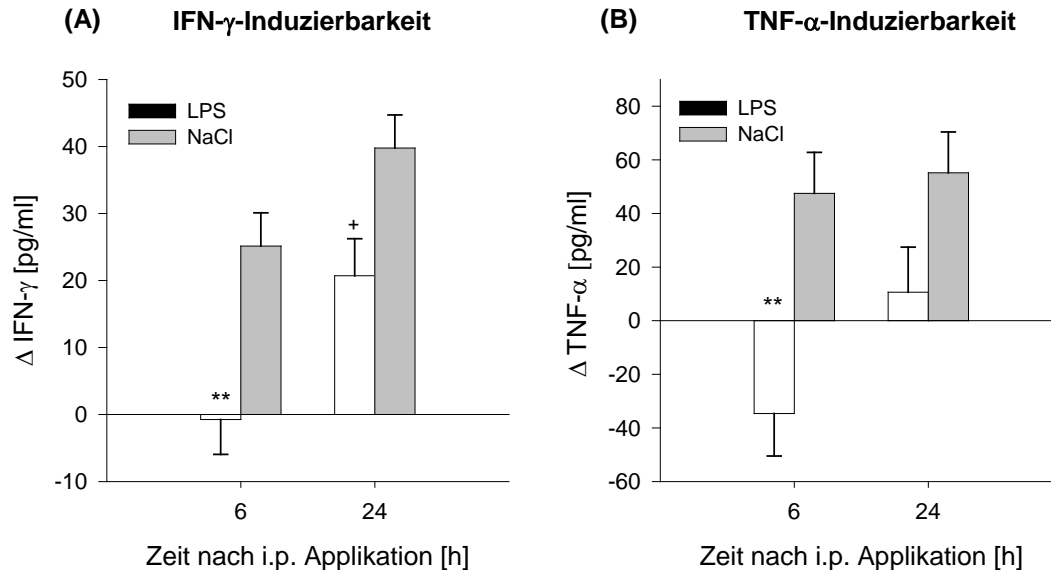 (A) IFN-γ-Induzierbarkeit
50
40
30
20
10
0
-10
Δ IFN-γ [pg/ml]
LPS
NaCl
**
+
6 24
Zeit nach i.p. Applikation [h]
(B) TNF-α-Induzierbarkeit
80
60
40
20
0
-20
-40
-60
Δ TNF-α [pg/ml]
LPS
NaCl
**
6 24
Zeit nach i.p. Applikation [h]